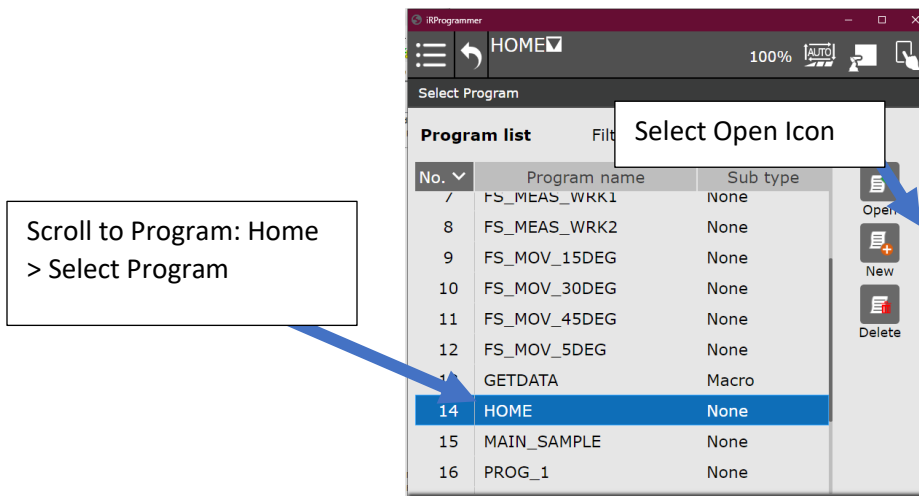 iRProgrammer
HOME
100% AUTO
Select Program
Select Open Icon
Program list Filt
No. Program name Sub type
7 FS_MEAS_WRK1 None
Open
8 FS_MEAS_WRK2 None
9 FS_MOV_15DEG None
New
10 FS_MOV_30DEG None
11 FS_MOV_45DEG None
Delete
12 FS_MOV_5DEG None
GETDATA Macro
14 HOME None
15 MAIN_SAMPLE None
16 PROG_1 None
Scroll to Program: Home
> Select Program